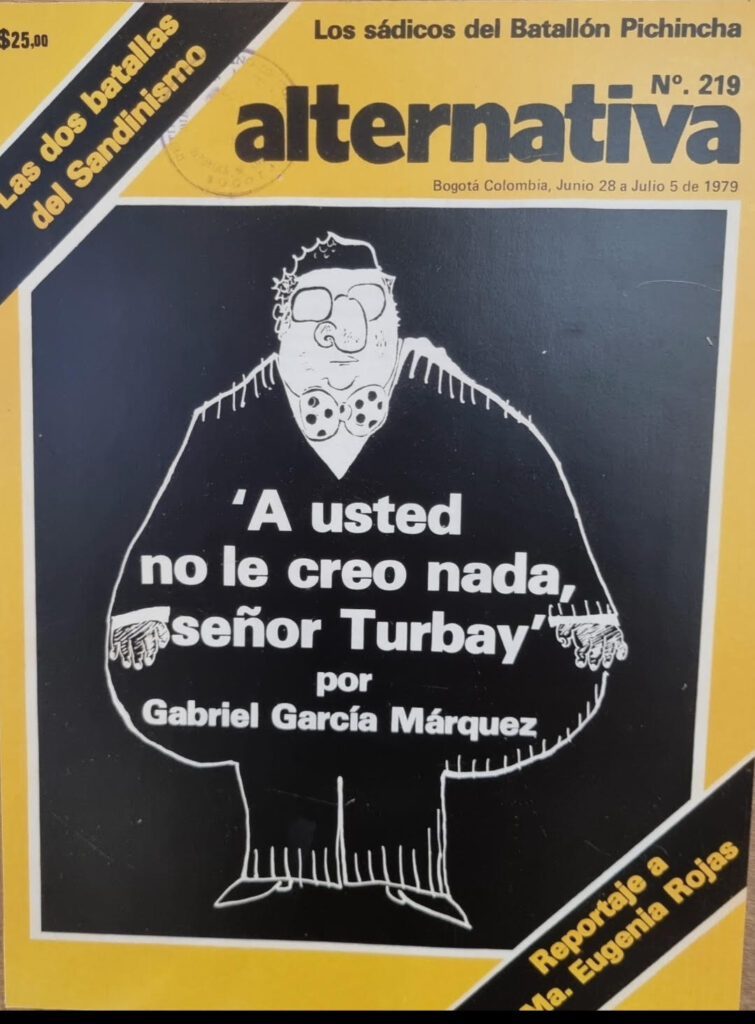 $25,00
Los sádicos del Batallón Pichincha
Las dos batallas
del Sandinismo
Nº. 219
alternativa
Bogotá Colombia, Junio 28 a Julio 5 de 1979
'A usted
no le creo nada,
señor Turbay'
por
Gabriel García Márquez
Reportaje a
Ma. Eugenia Rojas